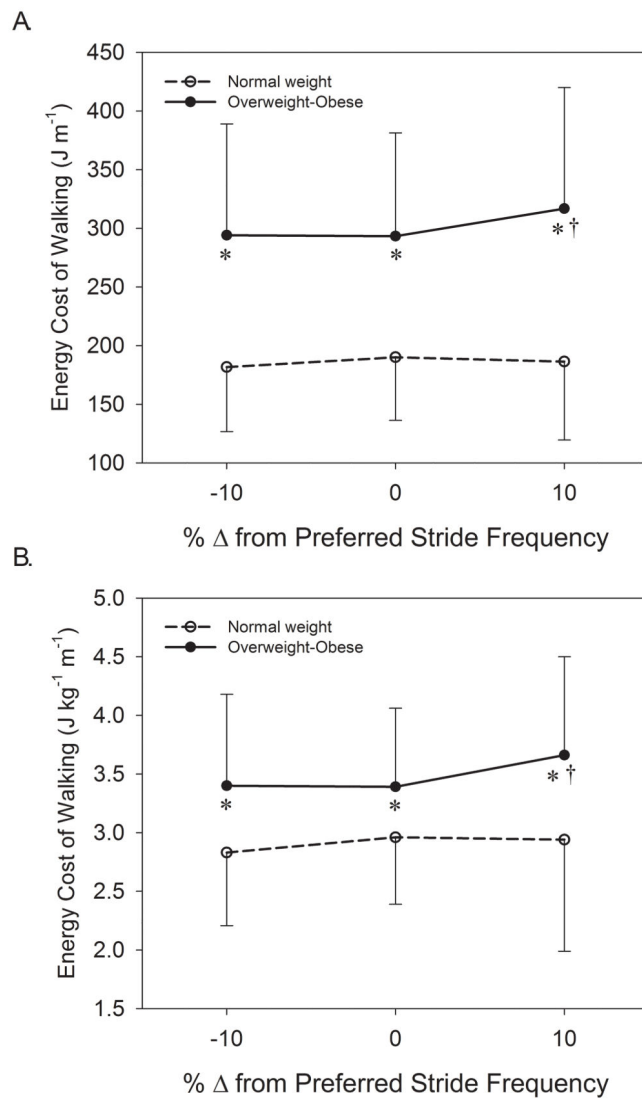 A.
Energy Cost of Walking (J m⁻¹)
450
400
350
300
250
200
150
100
Normal weight
Overweight-Obese
*
*
* †
-10
0
10
% Δ from Preferred Stride Frequency
B.
Energy Cost of Walking (J kg⁻¹ m⁻¹)
5.0
4.5
4.0
3.5
3.0
2.5
2.0
1.5
Normal weight
Overweight-Obese
*
*
* †
-10
0
10
% Δ from Preferred Stride Frequency